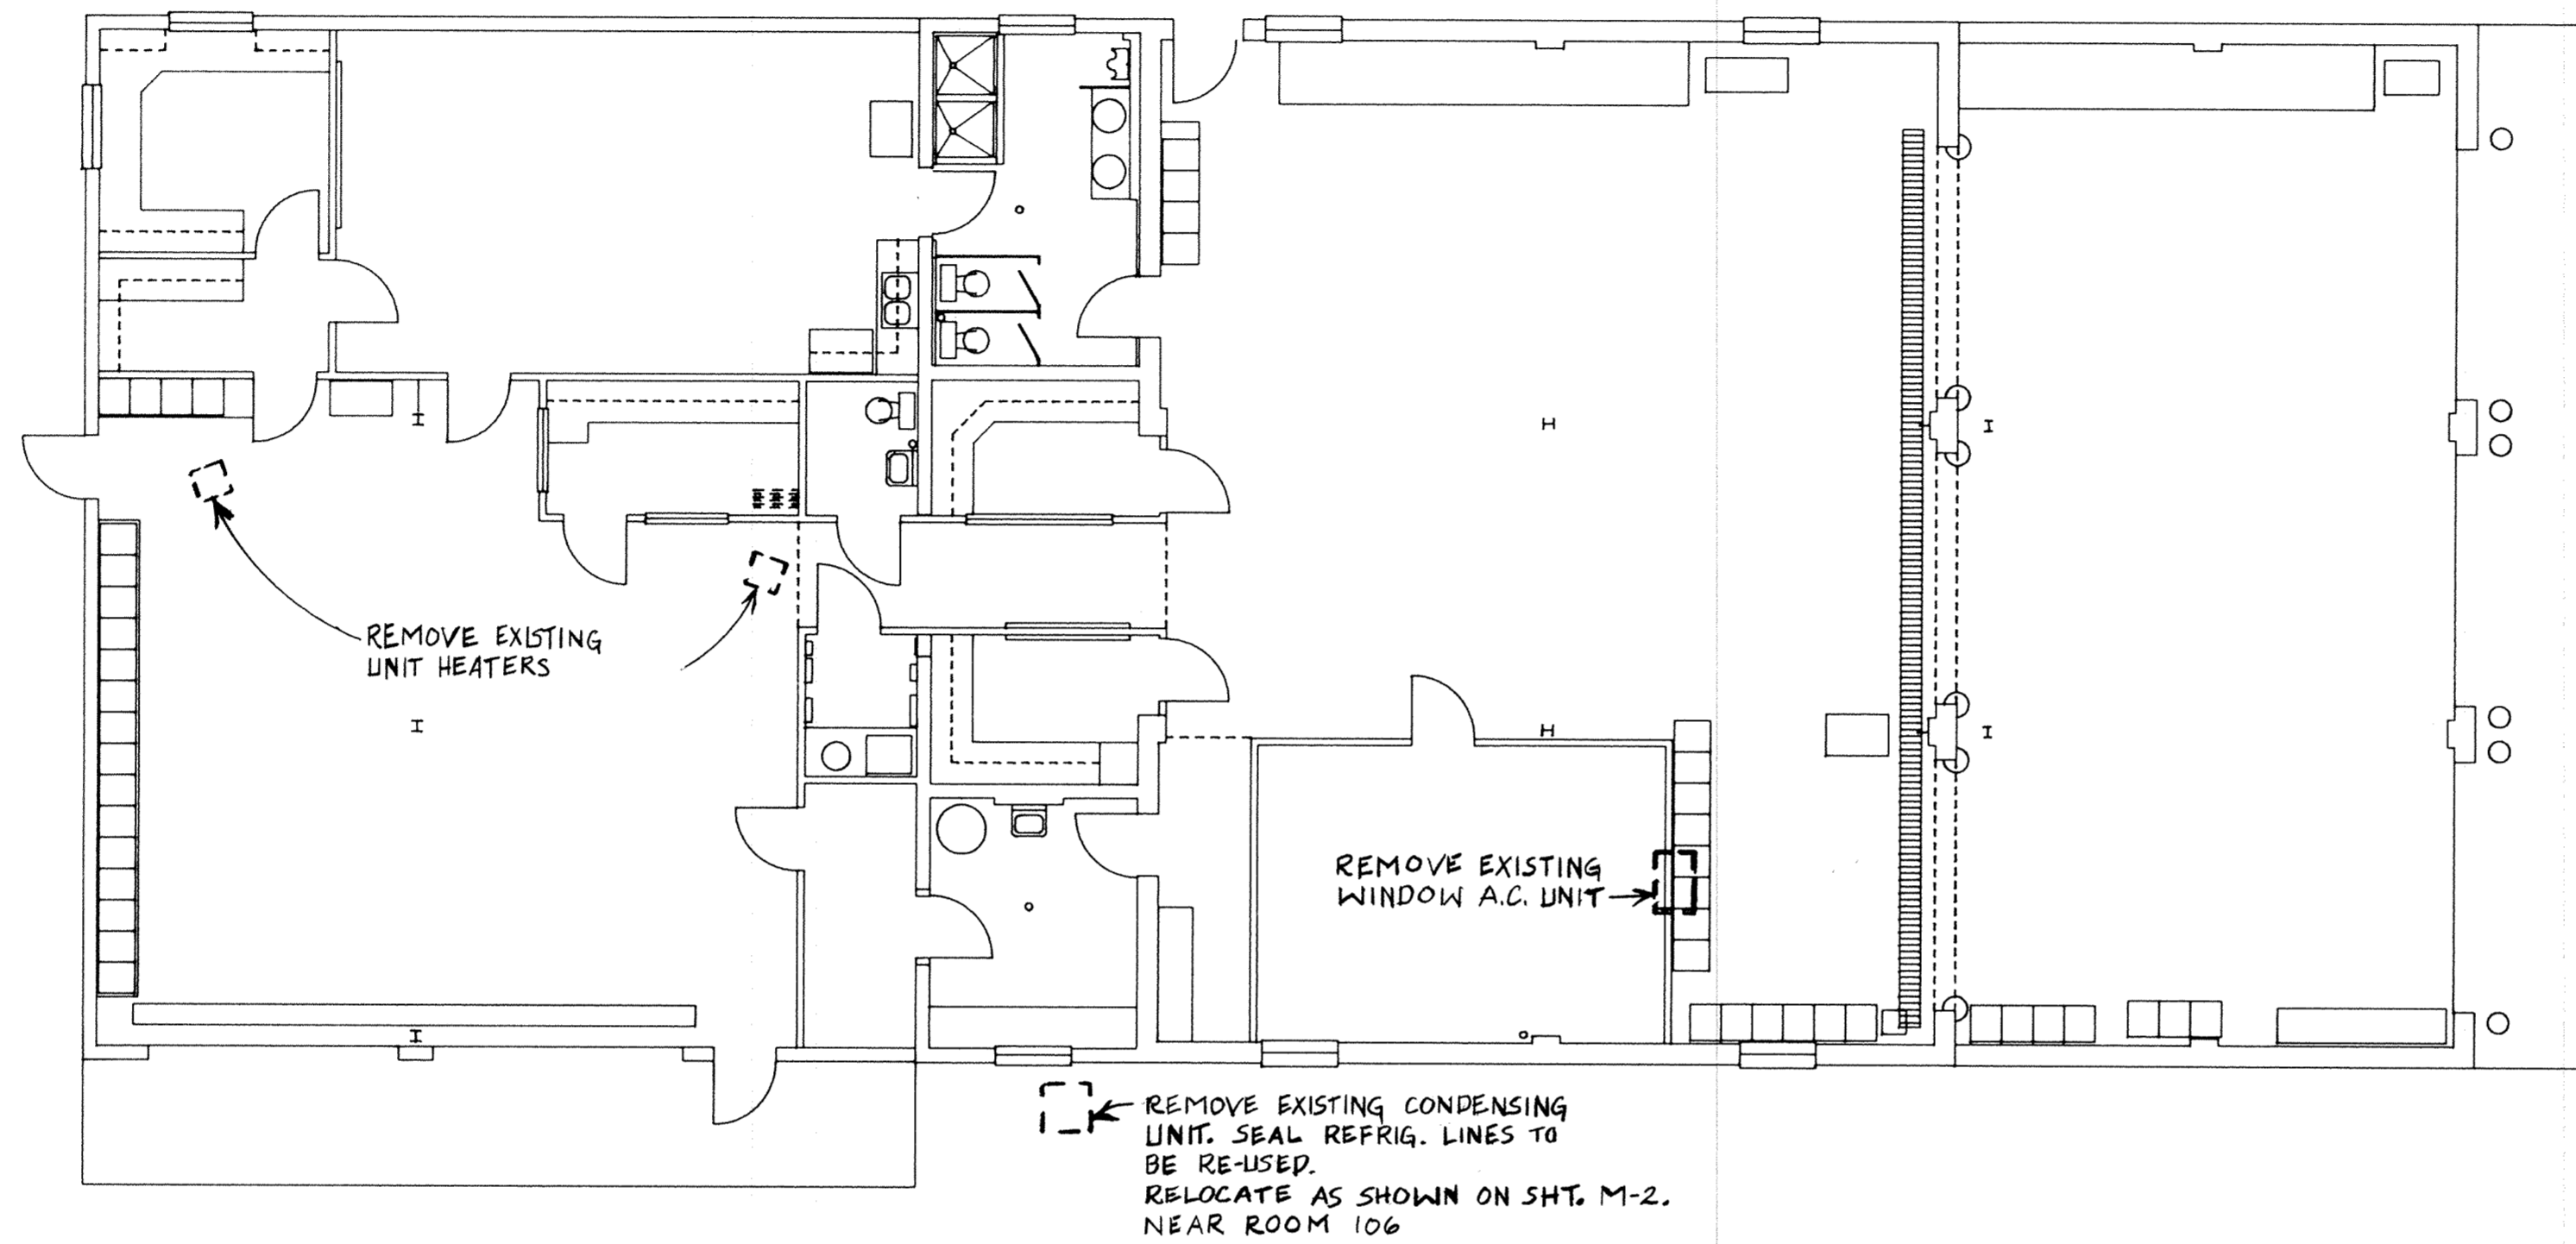 REMOVE EXISTING
UNIT HEATERS
REMOVE EXISTING
WINDOW A.C. UNIT
REMOVE EXISTING CONDENSING
UNIT. SEAL REFRIG. LINES TO
BE RE-USED.
RELOCATE AS SHOWN ON SHT. M-2.
NEAR ROOM 106